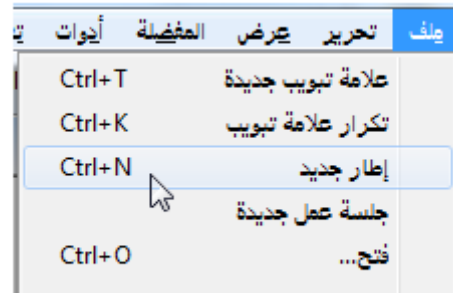 ملف تحرير عرض المفضلة أدوات
علامة تبويب جديدة Ctrl+T
تكرار علامة تبويب Ctrl+K
إطار جديد Ctrl+N
جلسة عمل جديدة
فتح... Ctrl+O